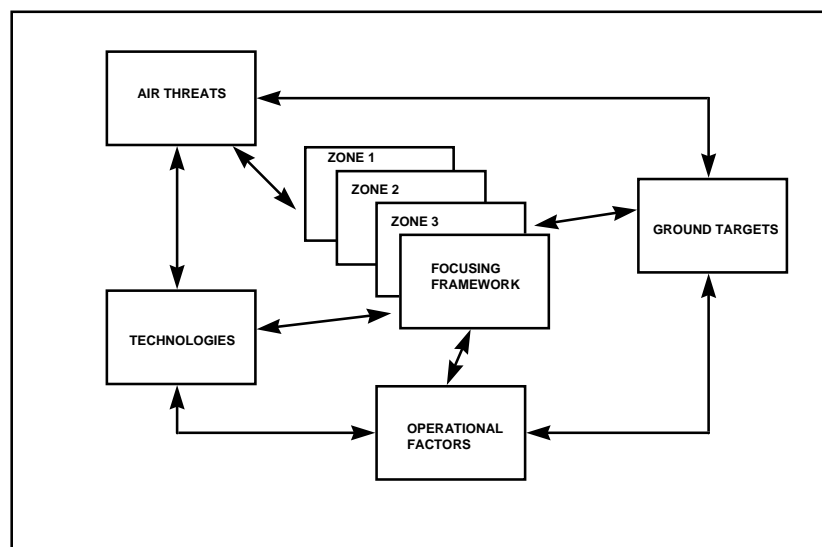 AIR THREATS
ZONE 1
ZONE 2
ZONE 3
GROUND TARGETS
FOCUSING
FRAMEWORK
TECHNOLOGIES
OPERATIONAL
FACTORS